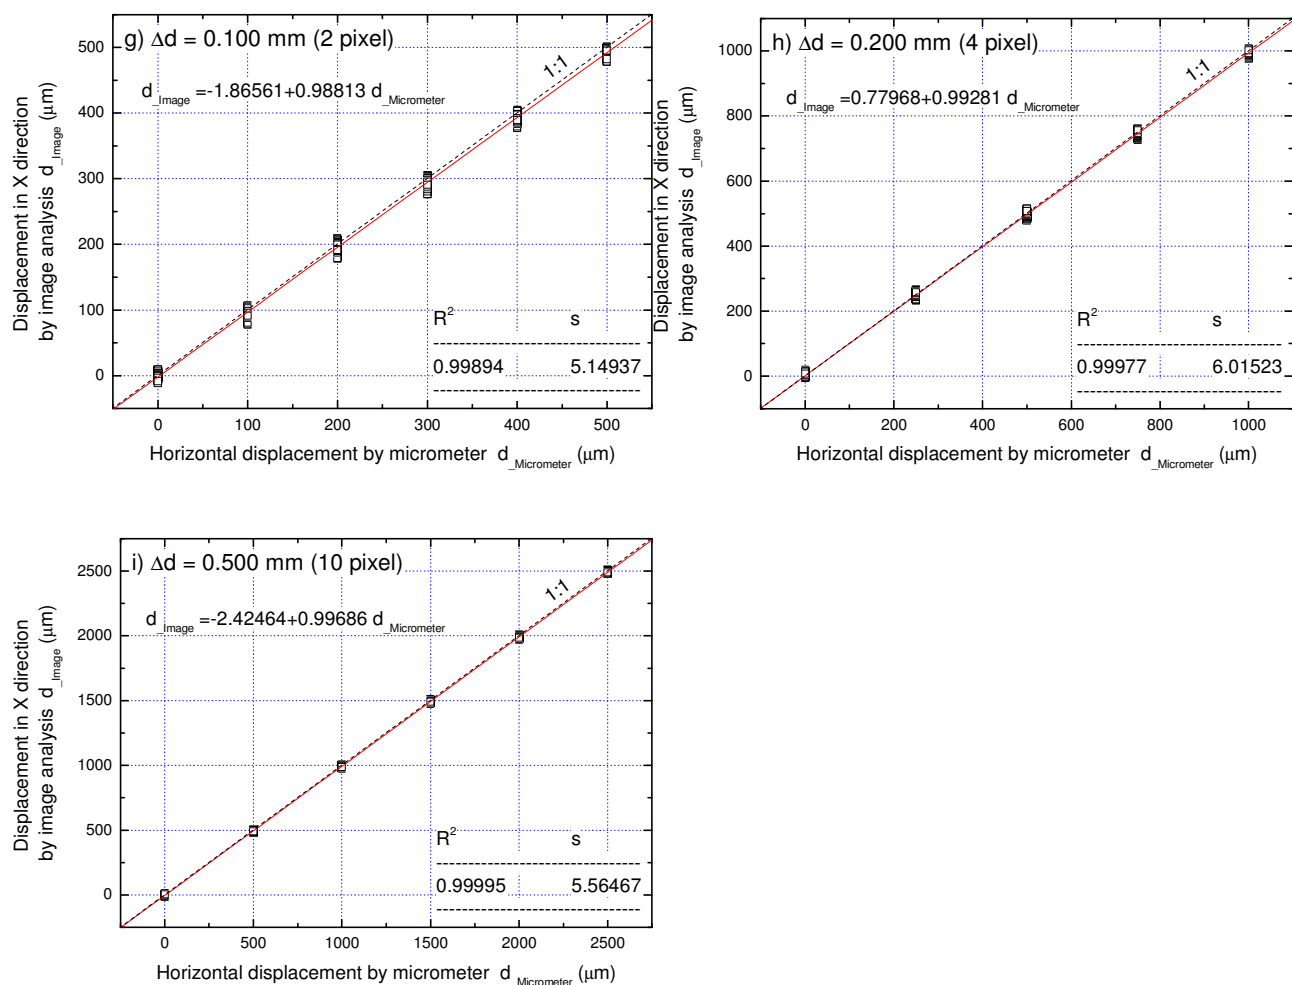 g) Δd = 0.100 mm (2 pixel)
1:1
d_Image =-1.86561+0.98813 d_Micrometer
R2 s
0.99894 5.14937
500
400
300
200
100
0
0 100 200 300 400 500
Displacement in X direction
by image analysis d_Image (μm)
Horizontal displacement by micrometer d_Micrometer (μm)
h) Δd = 0.200 mm (4 pixel)
1:1
d_Image =0.77968+0.99281 d_Micrometer
R2 s
0.99977 6.01523
1000
800
600
400
200
0
0 200 400 600 800 1000
Displacement in X direction
by image analysis d_Image (μm)
Horizontal displacement by micrometer d_Micrometer (μm)
i) Δd = 0.500 mm (10 pixel)
1:1
d_Image =-2.42464+0.99686 d_Micrometer
R2 s
0.99995 5.56467
2500
2000
1500
1000
500
0
0 500 1000 1500 2000 2500
Displacement in X direction
by image analysis d_Image (μm)
Horizontal displacement by micrometer d_Micrometer (μm)